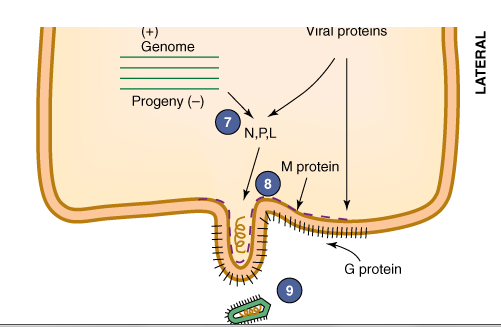 (+)
Genome
Viral proteins
Progeny (–)
7
N,P,L
M protein
8
G protein
9
LATERAL